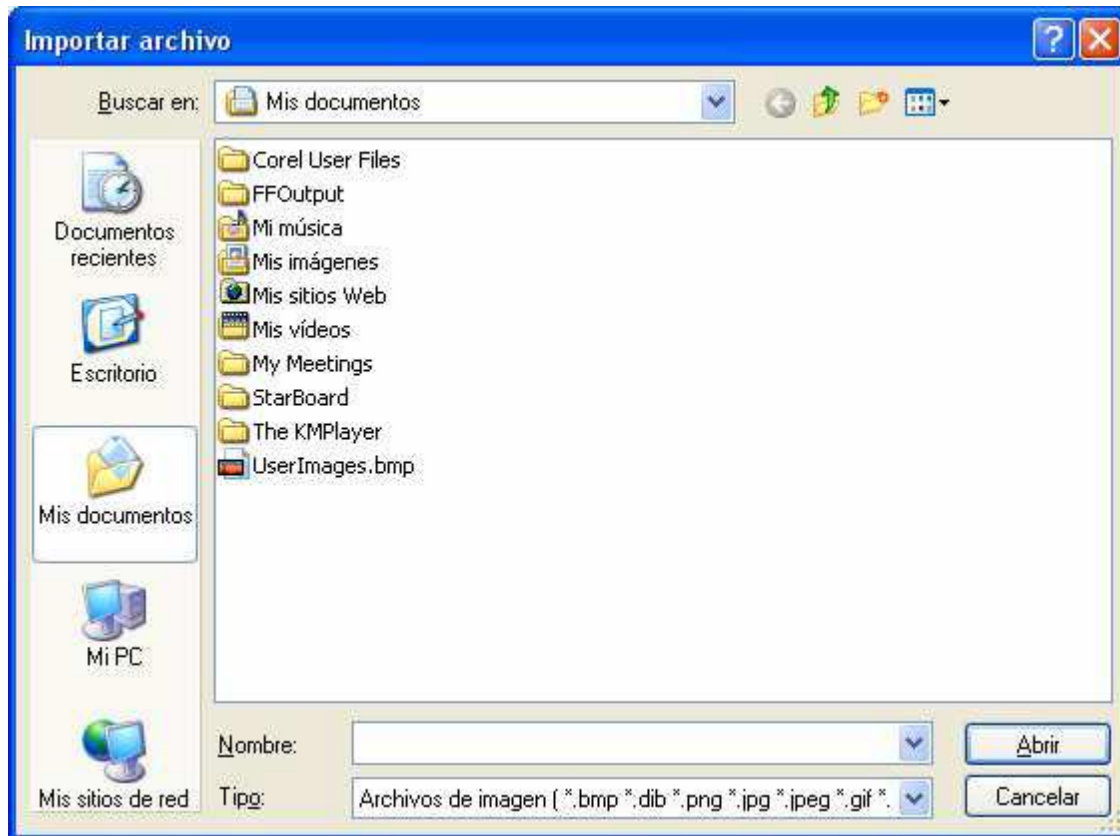 Importar archivo
Buscar en: Mis documentos
Documentos recientes
Escritorio
Mis documentos
Mi PC
Mis sitios de red
Corel User Files
FFOutput
Mi música
Mis imágenes
Mis sitios Web
Mis vídeos
My Meetings
StarBoard
The KMPlayer
UserImages.bmp
Nombre:
Abrir
Tipo: Archivos de imagen ( *.bmp *.dib *.png *.jpg *.jpeg *.gif *.
Cancelar